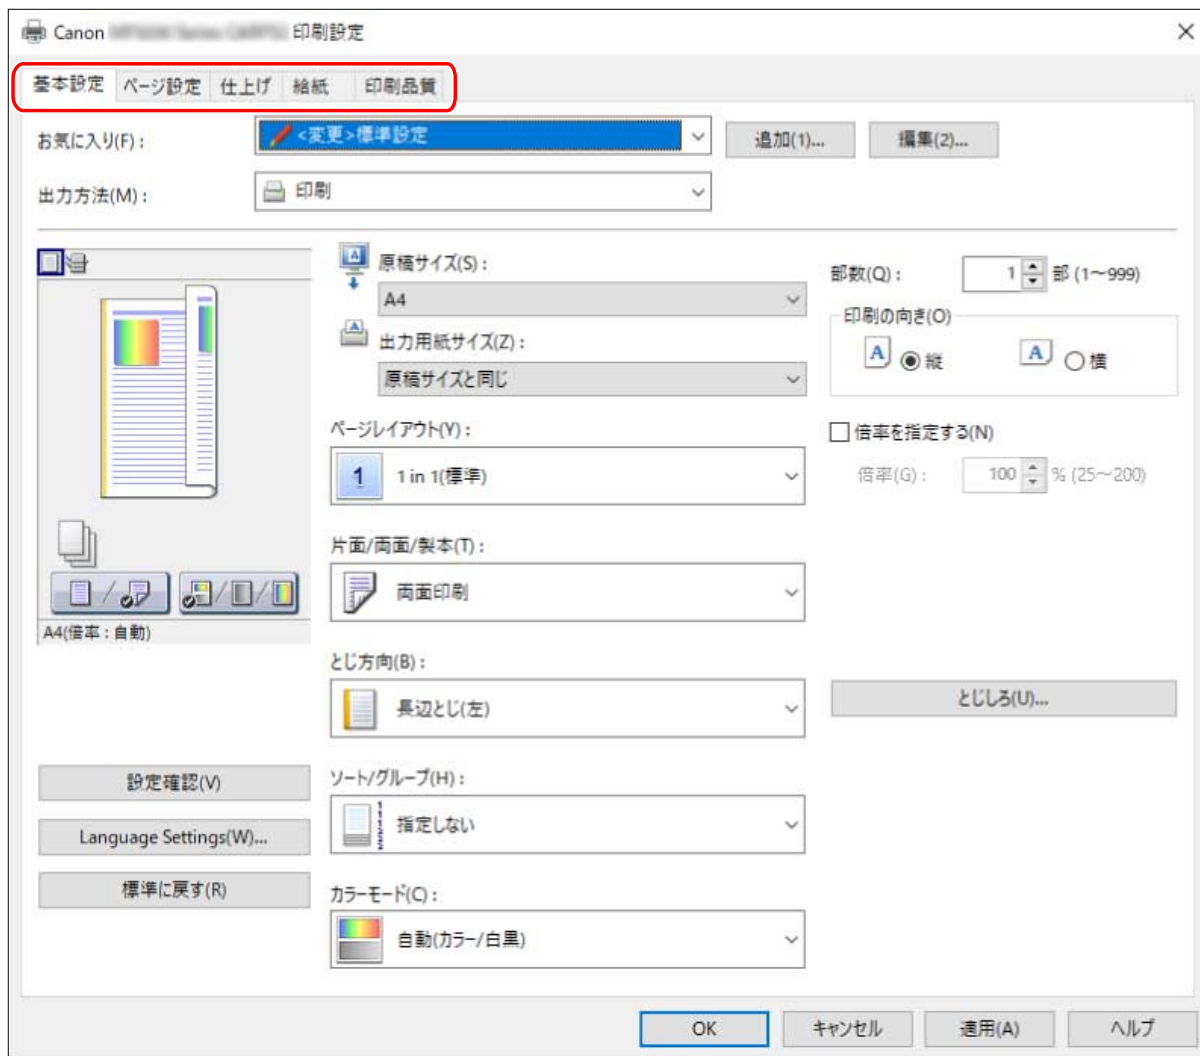 Canon 印刷設定
基本設定 ページ設定 仕上げ 給紙 印刷品質
お気に入り(F): <変更>標準設定 追加(1)... 編集(2)...
出力方法(M): 印刷
原稿サイズ(S):
A4
出力用紙サイズ(Z):
原稿サイズと同じ
部数(Q): 1 部 (1～999)
印刷の向き(O)
A 縦 A 横
ページレイアウト(Y):
1 1 in 1(標準)
倍率を指定する(N)
倍率(G): 100 % (25～200)
片面/両面/製本(T):
両面印刷
A4(倍率:自動)
とじ方向(B):
長辺とじ(左)
とじしろ(U)...
設定確認(V)
Language Settings(W)...
標準に戻す(R)
ソート/グループ(H):
指定しない
カラーモード(C):
自動(カラー/白黒)
OK キャンセル 適用(A) ヘルプ